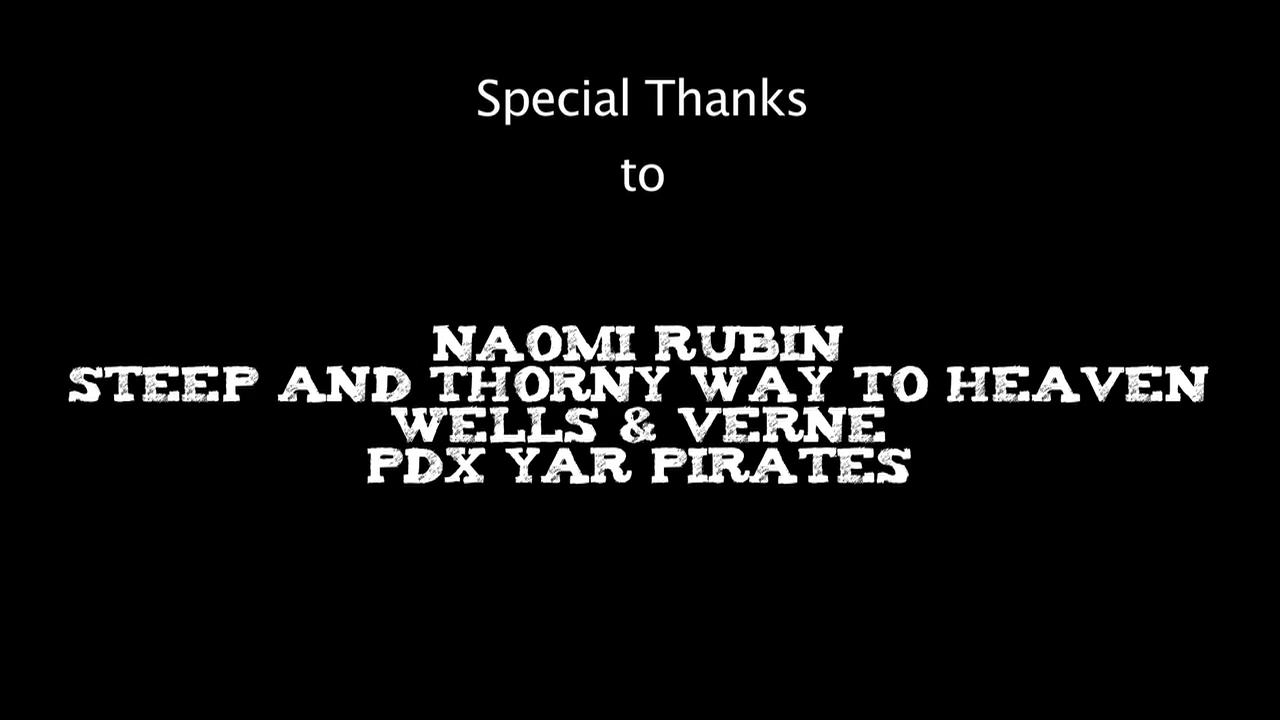 Special Thanks
to
NAOMI RUBIN
STEEP AND THORNY WAY TO HEAVEN
WELLS & VERNE
PDX YAR PIRATES